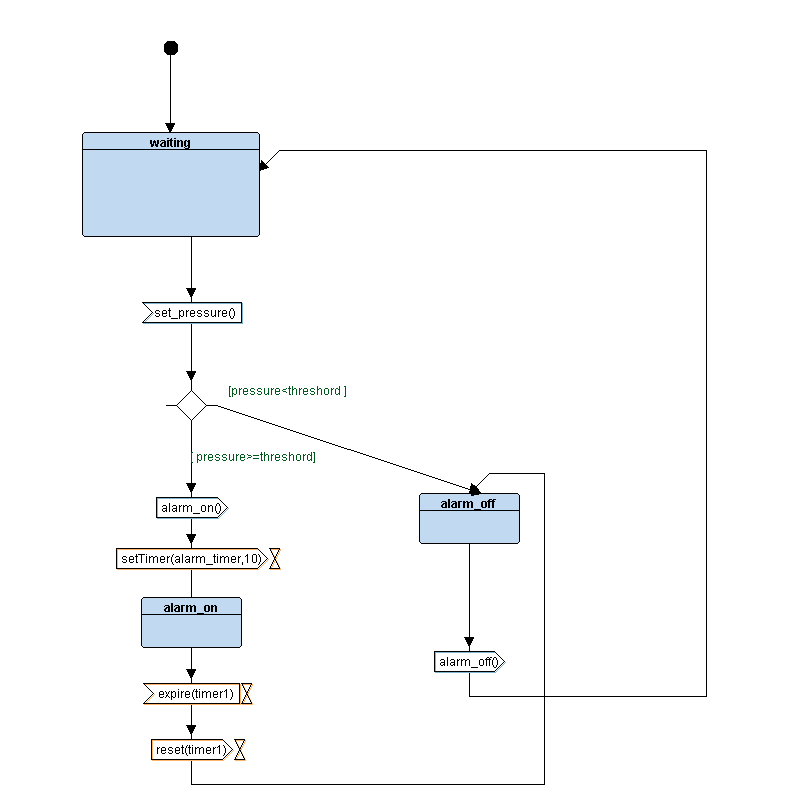 waiting
set_pressure()
[pressure<threshord ]
[ pressure>=threshord]
alarm_on()
alarm_off
setTimer(alarm_timer,10)
alarm_on
alarm_off()
expire(timer1)
reset(timer1)